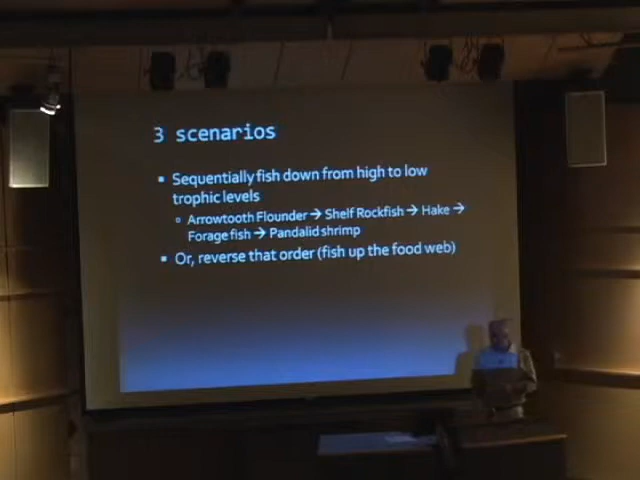 3 scenarios
▪ Sequentially fish down from high to low
trophic levels
▫ Arrowtooth Flounder → Shelf Rockfish → Hake →
Forage fish → Pandalid shrimp
▪ Or, reverse that order (fish up the food web)